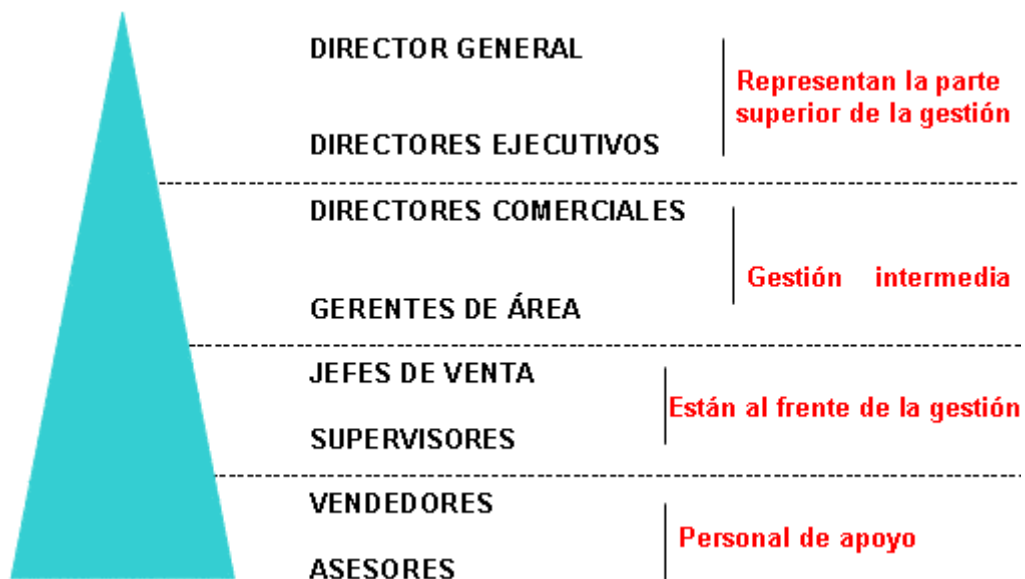 DIRECTOR GENERAL
Representan la parte
superior de la gestión
DIRECTORES EJECUTIVOS
DIRECTORES COMERCIALES
Gestión intermedia
GERENTES DE ÁREA
JEFES DE VENTA
Están al frente de la gestión
SUPERVISORES
VENDEDORES
Personal de apoyo
ASESORES